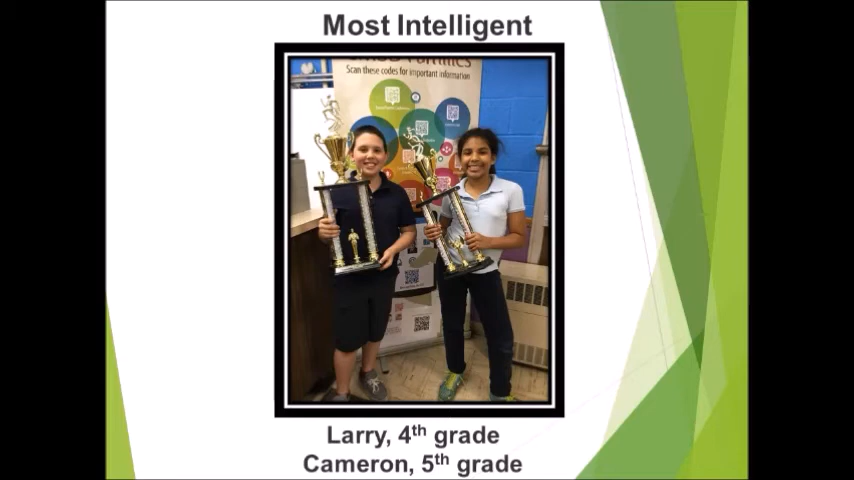 Most Intelligent
Scan these codes for important information
Larry, 4th grade
Cameron, 5th grade